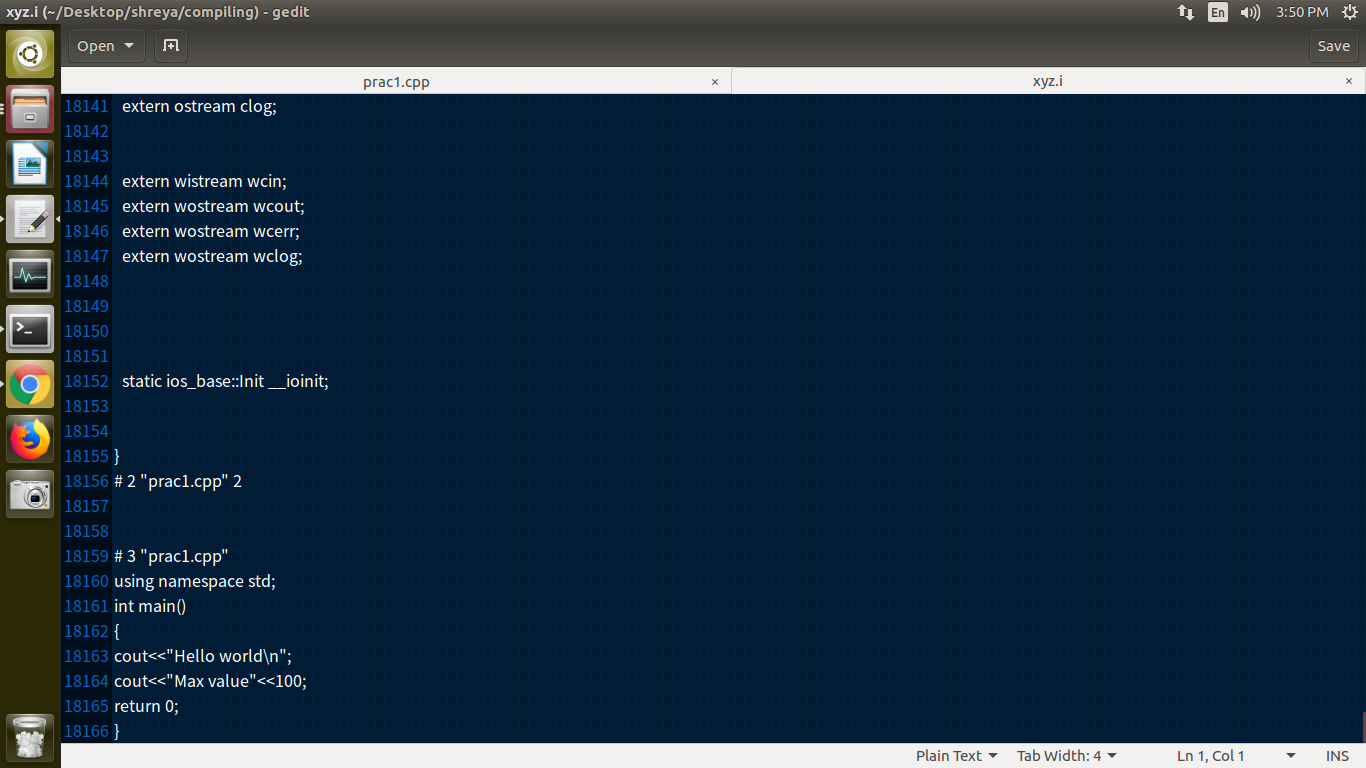 xyz.i (~/Desktop/shreya/compiling) - gedit
En
3:50 PM
Open
Save
prac1.cpp ×
xyz.i ×
18141 extern ostream clog;
18142
18143
18144 extern wistream wcin;
18145 extern wostream wcout;
18146 extern wostream wcerr;
18147 extern wostream wclog;
18148
18149
18150
18151
18152 static ios_base::Init __ioinit;
18153
18154
18155 }
18156 # 2 "prac1.cpp" 2
18157
18158
18159 # 3 "prac1.cpp"
18160 using namespace std;
18161 int main()
18162 {
18163 cout<<"Hello world\n";
18164 cout<<"Max value"<<100;
18165 return 0;
18166 }
Plain Text Tab Width: 4 Ln 1, Col 1 INS